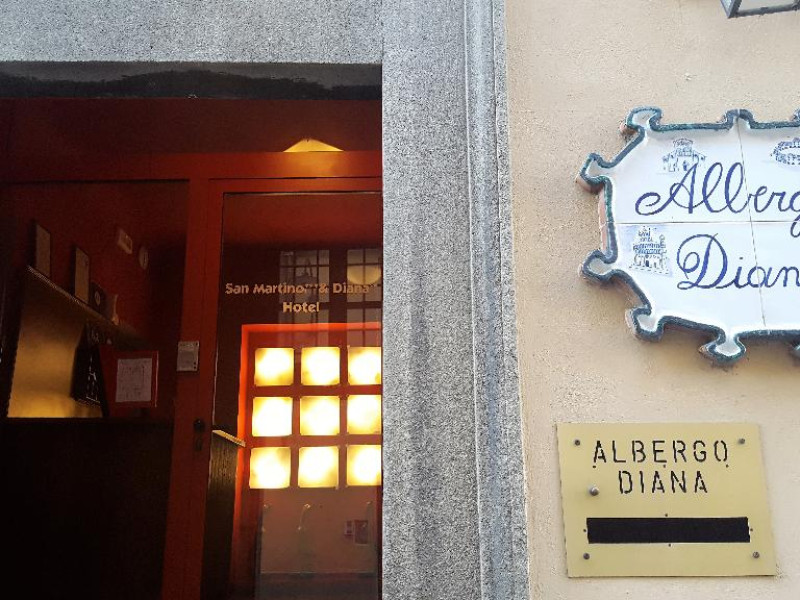 San Martino *** & Diana *
Hotel
Alberg
Dian
ALBERGO
DIANA